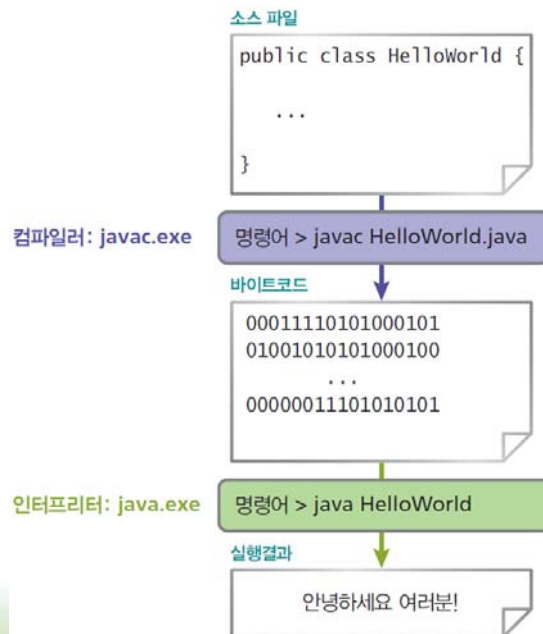 소스 파일
public class HelloWorld {
...
}
컴파일러: javac.exe
명령어 > javac HelloWorld.java
바이트코드
00011110101000101
01001010101000100
...
00000011101010101
인터프리터: java.exe
명령어 > java HelloWorld
실행결과
안녕하세요 여러분!